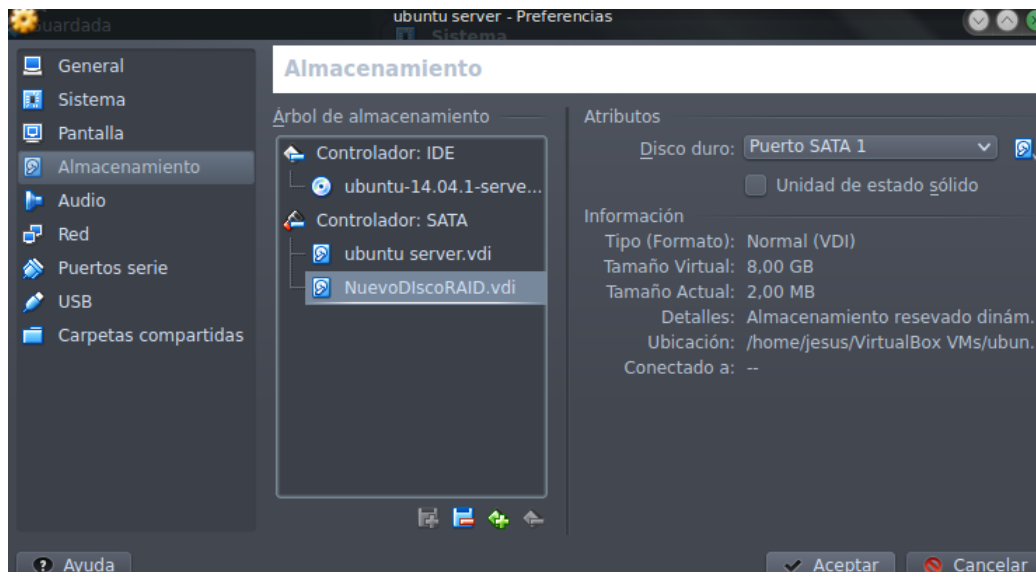 uardada
ubuntu server - Preferencias
Sistema
General
Sistema
Pantalla
Almacenamiento
Audio
Red
Puertos serie
USB
Carpetas compartidas
Almacenamiento
Árbol de almacenamiento
Controlador: IDE
ubuntu-14.04.1-serve...
Controlador: SATA
ubuntu server.vdi
NuevoDIscoRAID.vdi
Atributos
Disco duro: Puerto SATA 1
Unidad de estado sólido
Información
Tipo (Formato): Normal (VDI)
Tamaño Virtual: 8,00 GB
Tamaño Actual: 2,00 MB
Detalles: Almacenamiento resevado dinám.
Ubicación: /home/jesus/VirtualBox VMs/ubun.
Conectado a: --
Ayuda
Aceptar
Cancelar